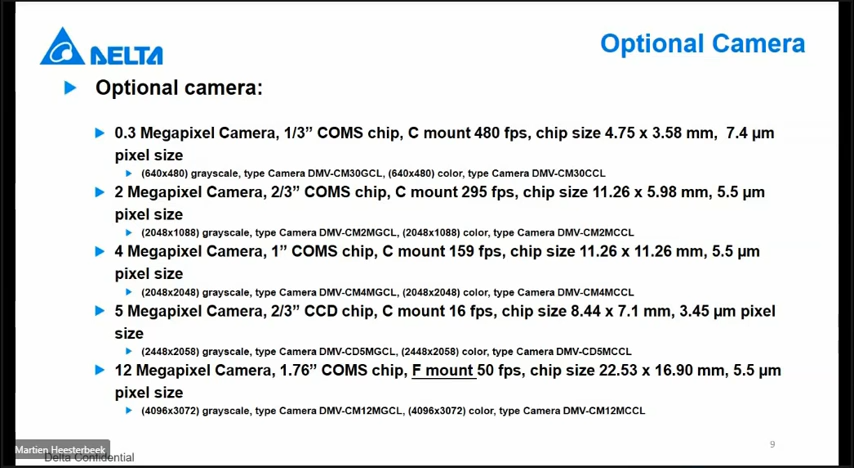 DELTA
Optional Camera
Optional camera:
0.3 Megapixel Camera, 1/3” COMS chip, C mount 480 fps, chip size 4.75 x 3.58 mm, 7.4 µm
pixel size
(640x480) grayscale, type Camera DMV-CM30GCL, (640x480) color, type Camera DMV-CM30CCL
2 Megapixel Camera, 2/3” COMS chip, C mount 295 fps, chip size 11.26 x 5.98 mm, 5.5 µm
pixel size
(2048x1088) grayscale, type Camera DMV-CM2MGCL, (2048x1088) color, type Camera DMV-CM2MCCL
4 Megapixel Camera, 1” COMS chip, C mount 159 fps, chip size 11.26 x 11.26 mm, 5.5 µm
pixel size
(2048x2048) grayscale, type Camera DMV-CM4MGCL, (2048x2048) color, type Camera DMV-CM4MCCL
5 Megapixel Camera, 2/3” CCD chip, C mount 16 fps, chip size 8.44 x 7.1 mm, 3.45 µm pixel
size
(2448x2058) grayscale, type Camera DMV-CD5MGCL, (2448x2058) color, type Camera DMV-CD5MCCL
12 Megapixel Camera, 1.76” COMS chip, F mount 50 fps, chip size 22.53 x 16.90 mm, 5.5 µm
pixel size
(4096x3072) grayscale, type Camera DMV-CM12MGCL, (4096x3072) color, type Camera DMV-CM12MCCL
9
Martien Heesterbeek
Delta Confidential